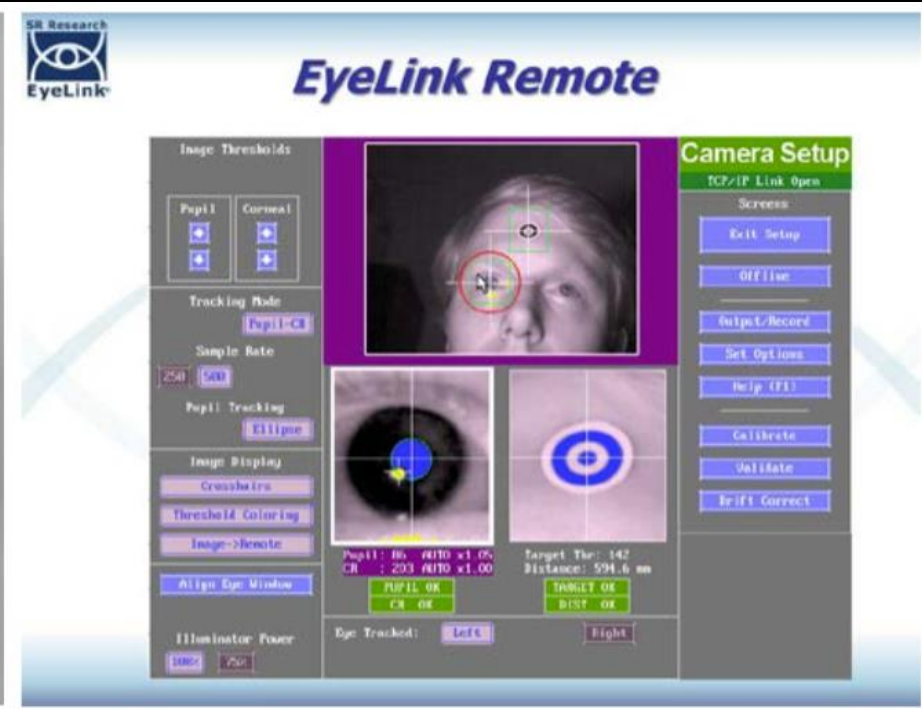 SR Research
EyeLink
EyeLink Remote
Image Thresholds
Pupil
Corneal
Tracking Mode
Pupil-CR
Sample Rate
250 500
Pupil Tracking
Ellipse
Image Display
Crosshairs
Threshold Coloring
Image->Remote
Align Eye Window
Illuminator Power
100% 75%
Pupil: 86 AUTO x1.05
CR : 203 AUTO x1.00
PUPIL OK
CR OK
Target Thr: 142
Distance: 594.6 mm
TARGET OK
DIST OK
Eye Tracked: Left Right
Camera Setup
TCP/IP Link Open
Screens
Exit Setup
Offline
Output/Record
Set Options
Help (F1)
Calibrate
Validate
Drift Correct